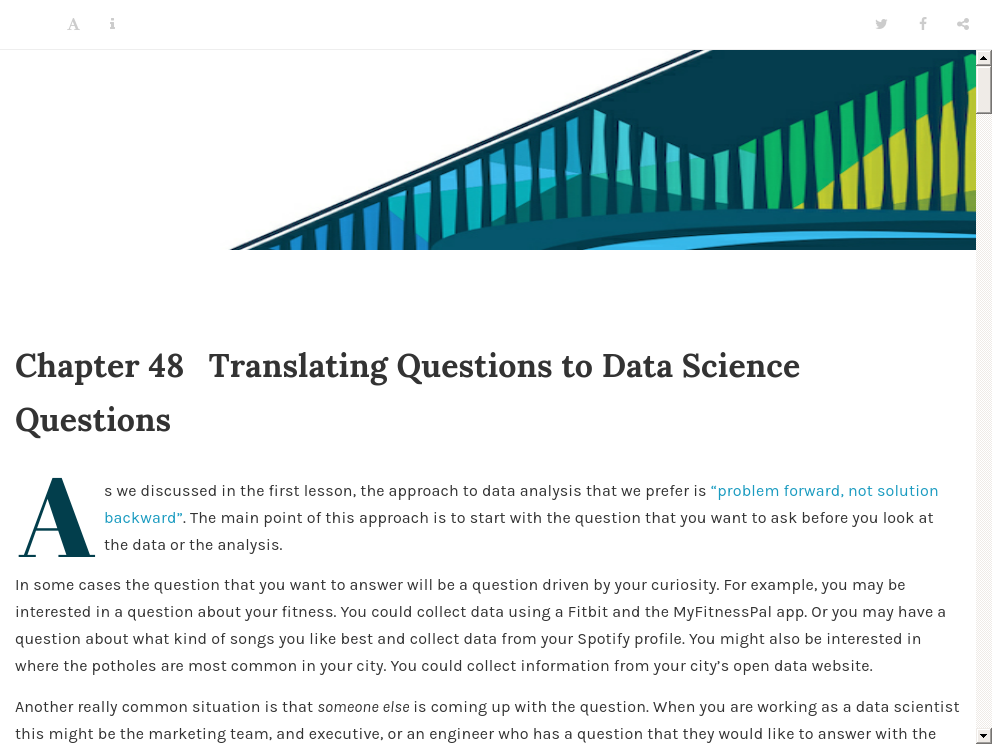 Chapter 48 Translating Questions to Data Science
Questions
As we discussed in the first lesson, the approach to data analysis that we prefer is “problem forward, not solution
backward”. The main point of this approach is to start with the question that you want to ask before you look at
the data or the analysis.
In some cases the question that you want to answer will be a question driven by your curiosity. For example, you may be
interested in a question about your fitness. You could collect data using a Fitbit and the MyFitnessPal app. Or you may have a
question about what kind of songs you like best and collect data from your Spotify profile. You might also be interested in
where the potholes are most common in your city. You could collect information from your city’s open data website.
Another really common situation is that someone else is coming up with the question. When you are working as a data scientist
this might be the marketing team, and executive, or an engineer who has a question that they would like to answer with the